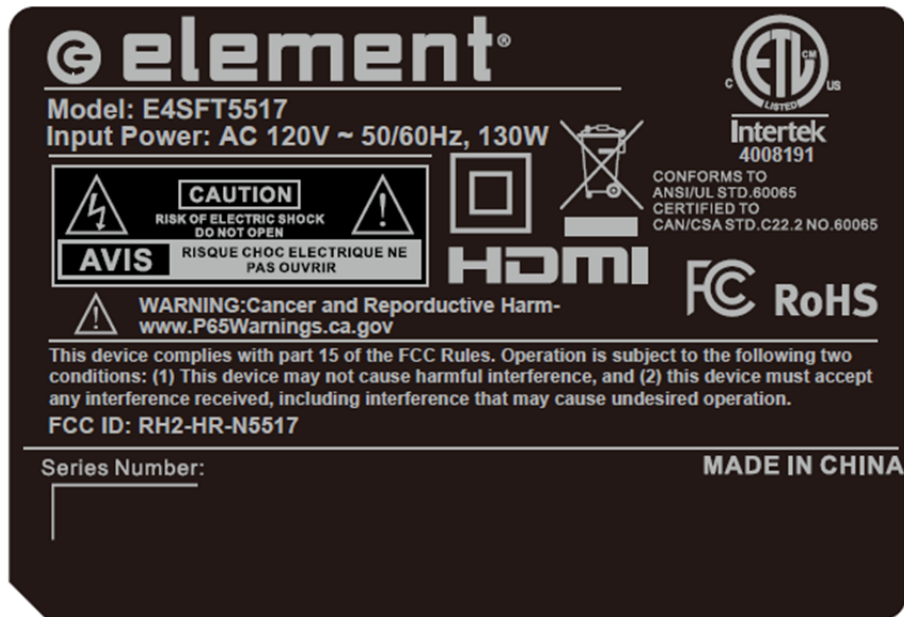 element®
Model: E4SFT5517
Input Power: AC 120V ~ 50/60Hz, 130W
C ETL CM US
LISTED
Intertek
4008191
CONFORMS TO
ANSI/UL STD.60065
CERTIFIED TO
CAN/CSA STD.C22.2 NO.60065
CAUTION
RISK OF ELECTRIC SHOCK
DO NOT OPEN
AVIS
RISQUE CHOC ELECTRIQUE NE
PAS OUVRIR
HDMI
FC RoHS
WARNING:Cancer and Reporductive Harm-
www.P65Warnings.ca.gov
This device complies with part 15 of the FCC Rules. Operation is subject to the following two
conditions: (1) This device may not cause harmful interference, and (2) this device must accept
any interference received, including interference that may cause undesired operation.
FCC ID: RH2-HR-N5517
Series Number:
MADE IN CHINA